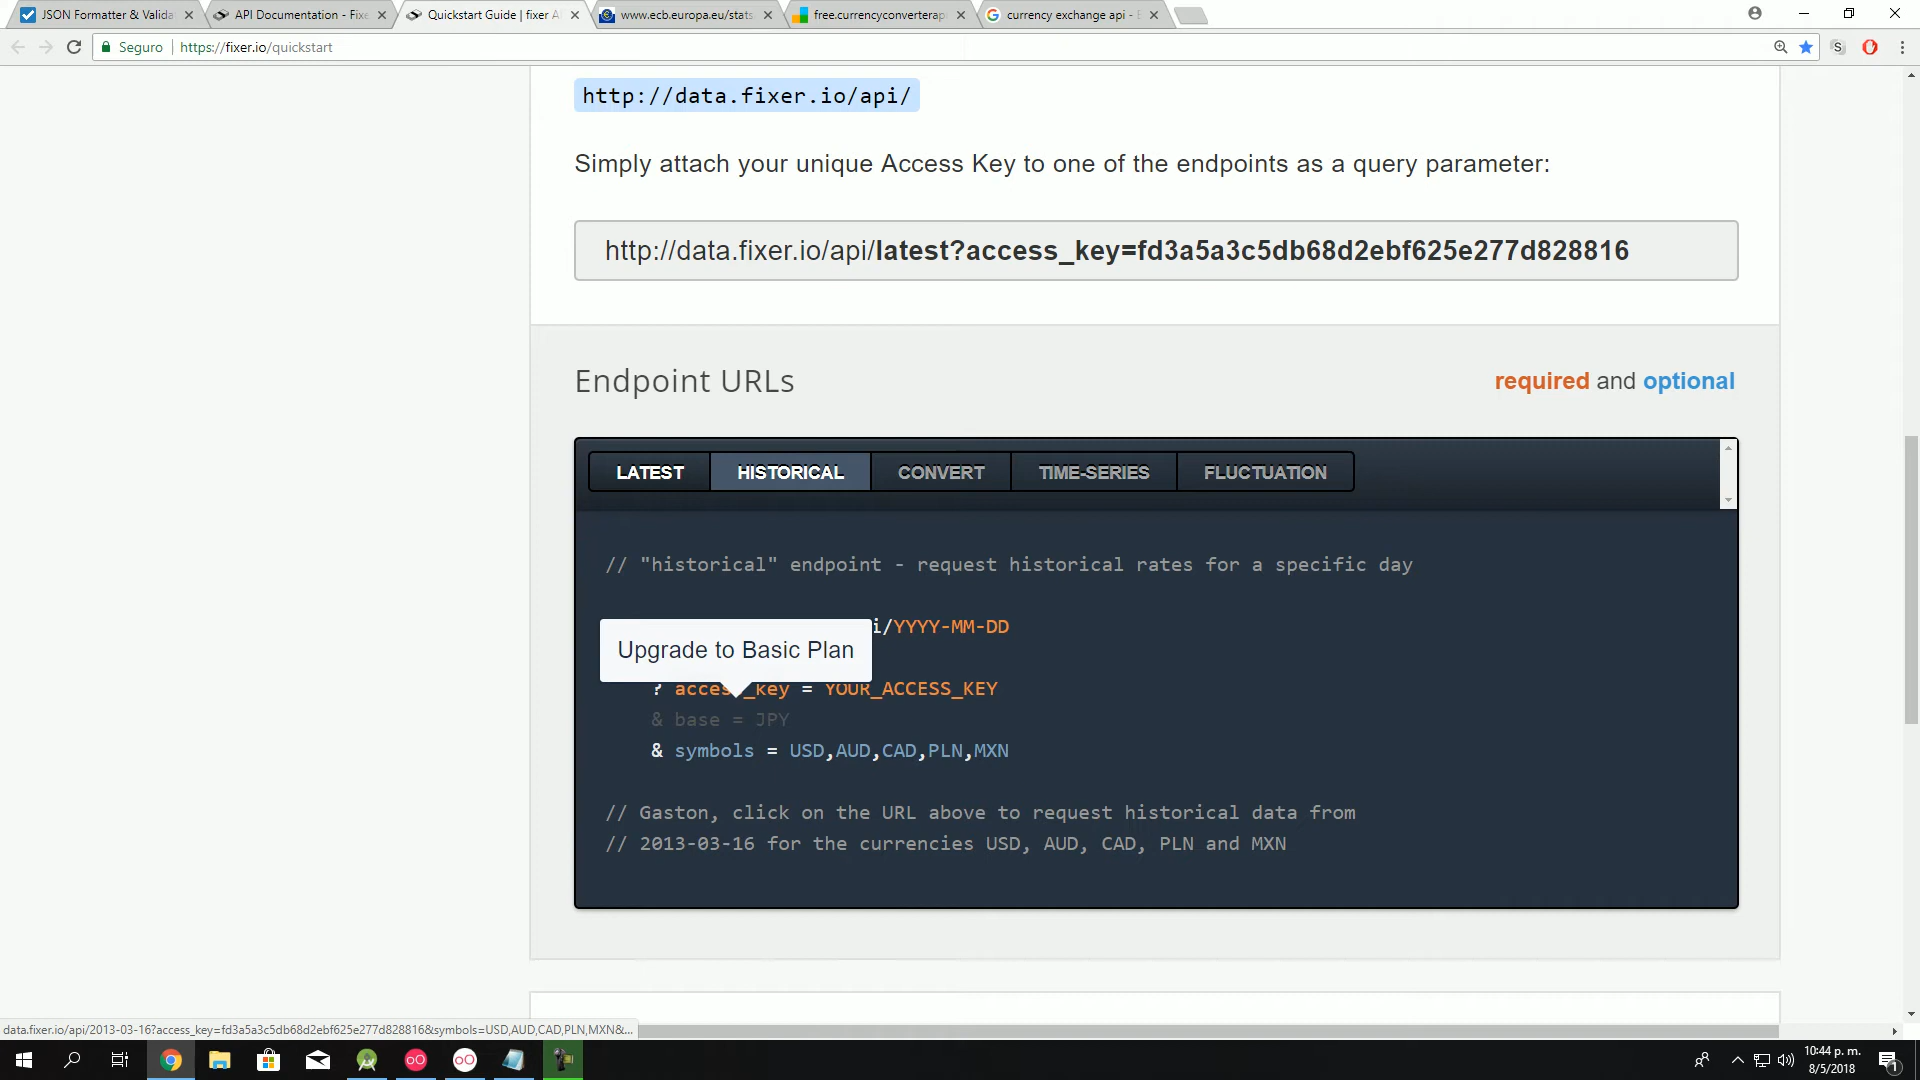 JSON Formatter & Valida
API Documentation - Fixe
Quickstart Guide | fixer A
www.ecb.europa.eu/stats
free.currencyconverterap
currency exchange api - B
Seguro
https://fixer.io/quickstart
http://data.fixer.io/api/
Simply attach your unique Access Key to one of the endpoints as a query parameter:
http://data.fixer.io/api/latest?access_key=fd3a5a3c5db68d2ebf625e277d828816
Endpoint URLs
required and optional
LATEST
HISTORICAL
CONVERT
TIME-SERIES
FLUCTUATION
// "historical" endpoint - request historical rates for a specific day
i/YYYY-MM-DD
Upgrade to Basic Plan
? access_key = YOUR_ACCESS_KEY
& base = JPY
& symbols = USD,AUD,CAD,PLN,MXN
// Gaston, click on the URL above to request historical data from
// 2013-03-16 for the currencies USD, AUD, CAD, PLN and MXN
data.fixer.io/api/2013-03-16?access_key=fd3a5a3c5db68d2ebf625e277d828816&symbols=USD,AUD,CAD,PLN,MXN&...
10:44 p. m.
8/5/2018
1